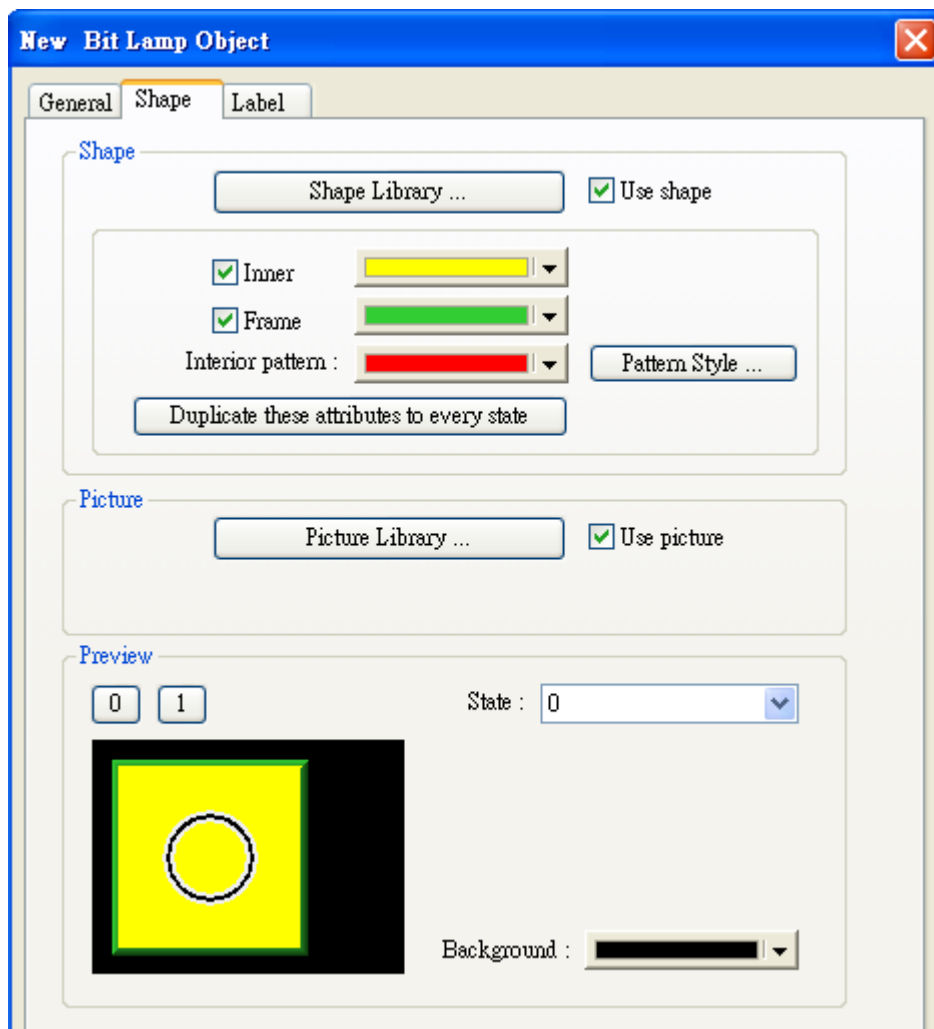 New Bit Lamp Object
General Shape Label
Shape
Shape Library ... Use shape
Inner
Frame
Interior pattern : Pattern Style ...
Duplicate these attributes to every state
Picture
Picture Library ... Use picture
Preview
0 1 State : 0
Background :